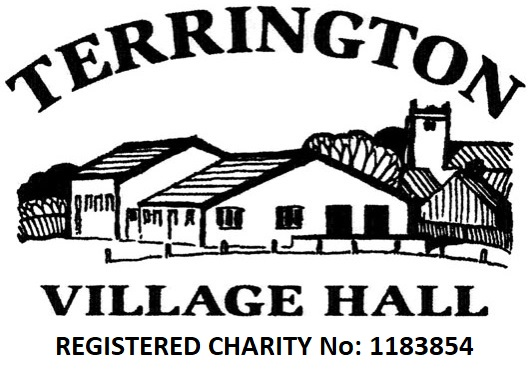 TERRINGTON
VILLAGE HALL
REGISTERED CHARITY No: 1183854